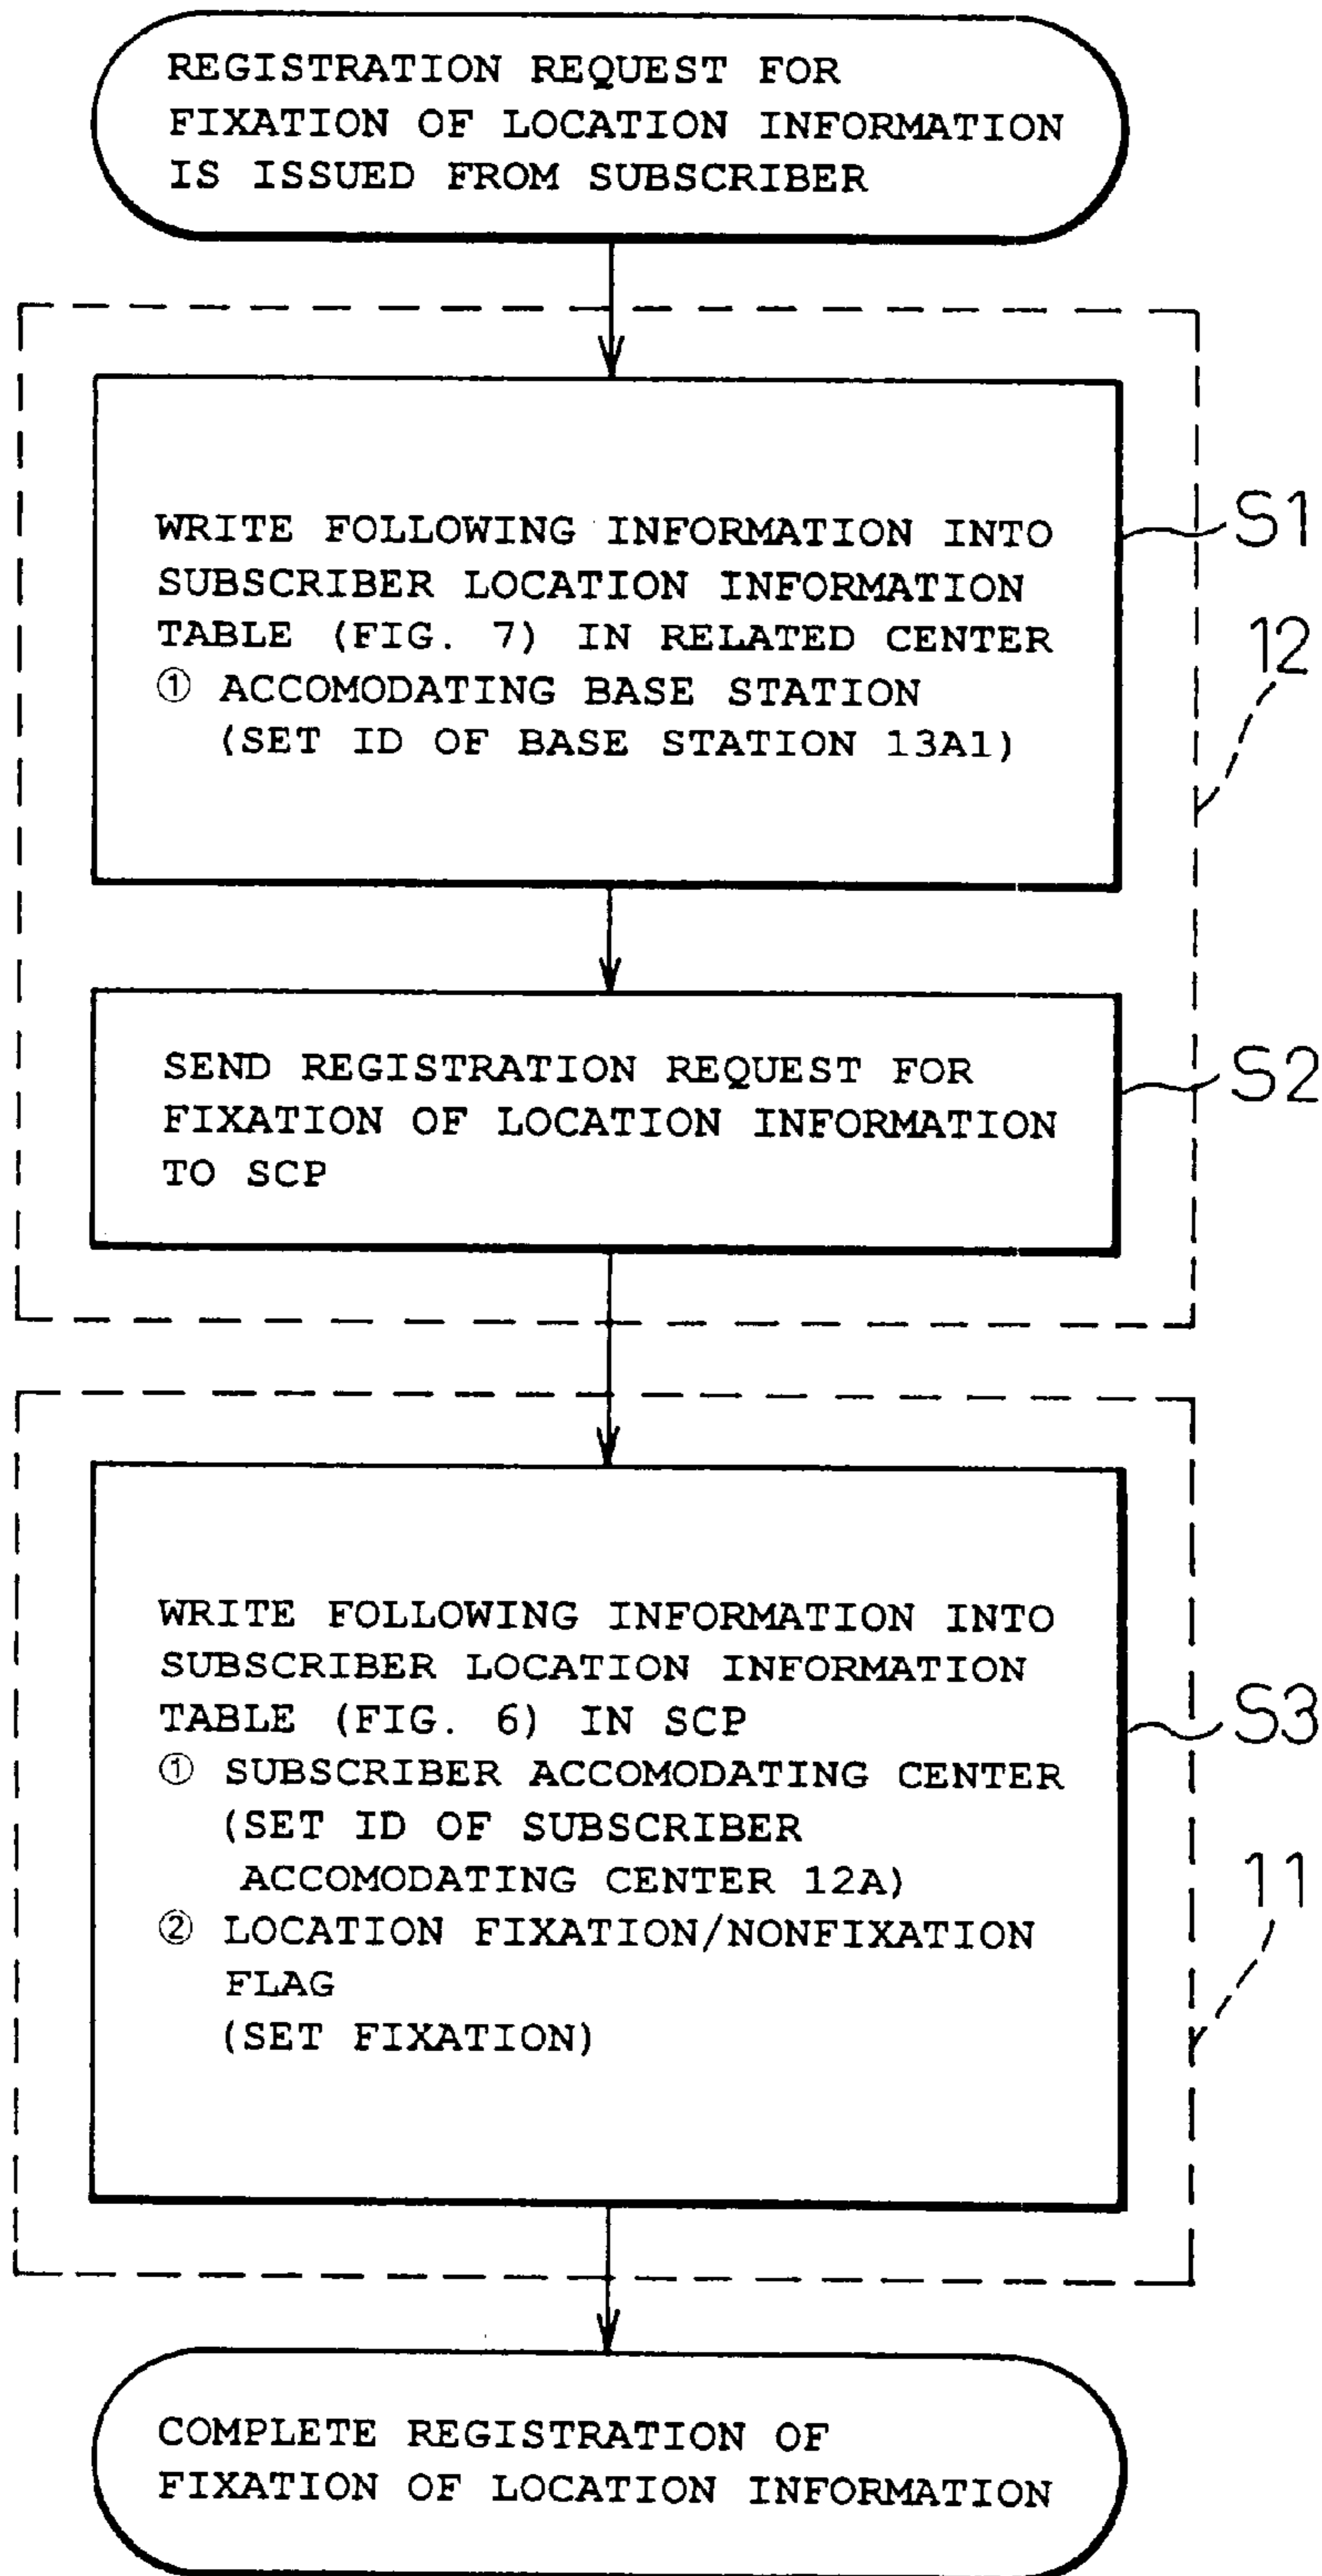 REGISTRATION REQUEST FOR
FIXATION OF LOCATION INFORMATION
IS ISSUED FROM SUBSCRIBER
WRITE FOLLOWING INFORMATION INTO
SUBSCRIBER LOCATION INFORMATION
TABLE (FIG. 7) IN RELATED CENTER
① ACCOMODATING BASE STATION
(SET ID OF BASE STATION 13A1)
S1
12
SEND REGISTRATION REQUEST FOR
FIXATION OF LOCATION INFORMATION
TO SCP
S2
WRITE FOLLOWING INFORMATION INTO
SUBSCRIBER LOCATION INFORMATION
TABLE (FIG. 6) IN SCP
① SUBSCRIBER ACCOMODATING CENTER
(SET ID OF SUBSCRIBER
ACCOMODATING CENTER 12A)
② LOCATION FIXATION/NONFIXATION
FLAG
(SET FIXATION)
S3
11
COMPLETE REGISTRATION OF
FIXATION OF LOCATION INFORMATION